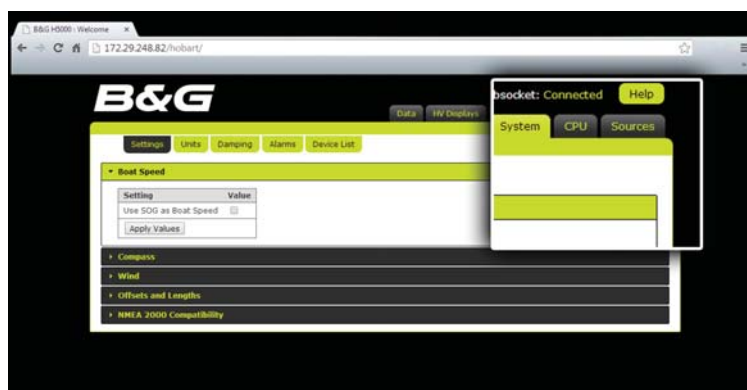 B&G H5000 : Welcome
172.29.248.82/hobart/
B&G
Data HV Displays
bsocket: Connected Help
System CPU Sources
Settings Units Damping Alarms Device List
Boat Speed
Setting Value
Use SOG as Boat Speed
Apply Values
Compass
Wind
Offsets and Lengths
NMEA 2000 Compatibility